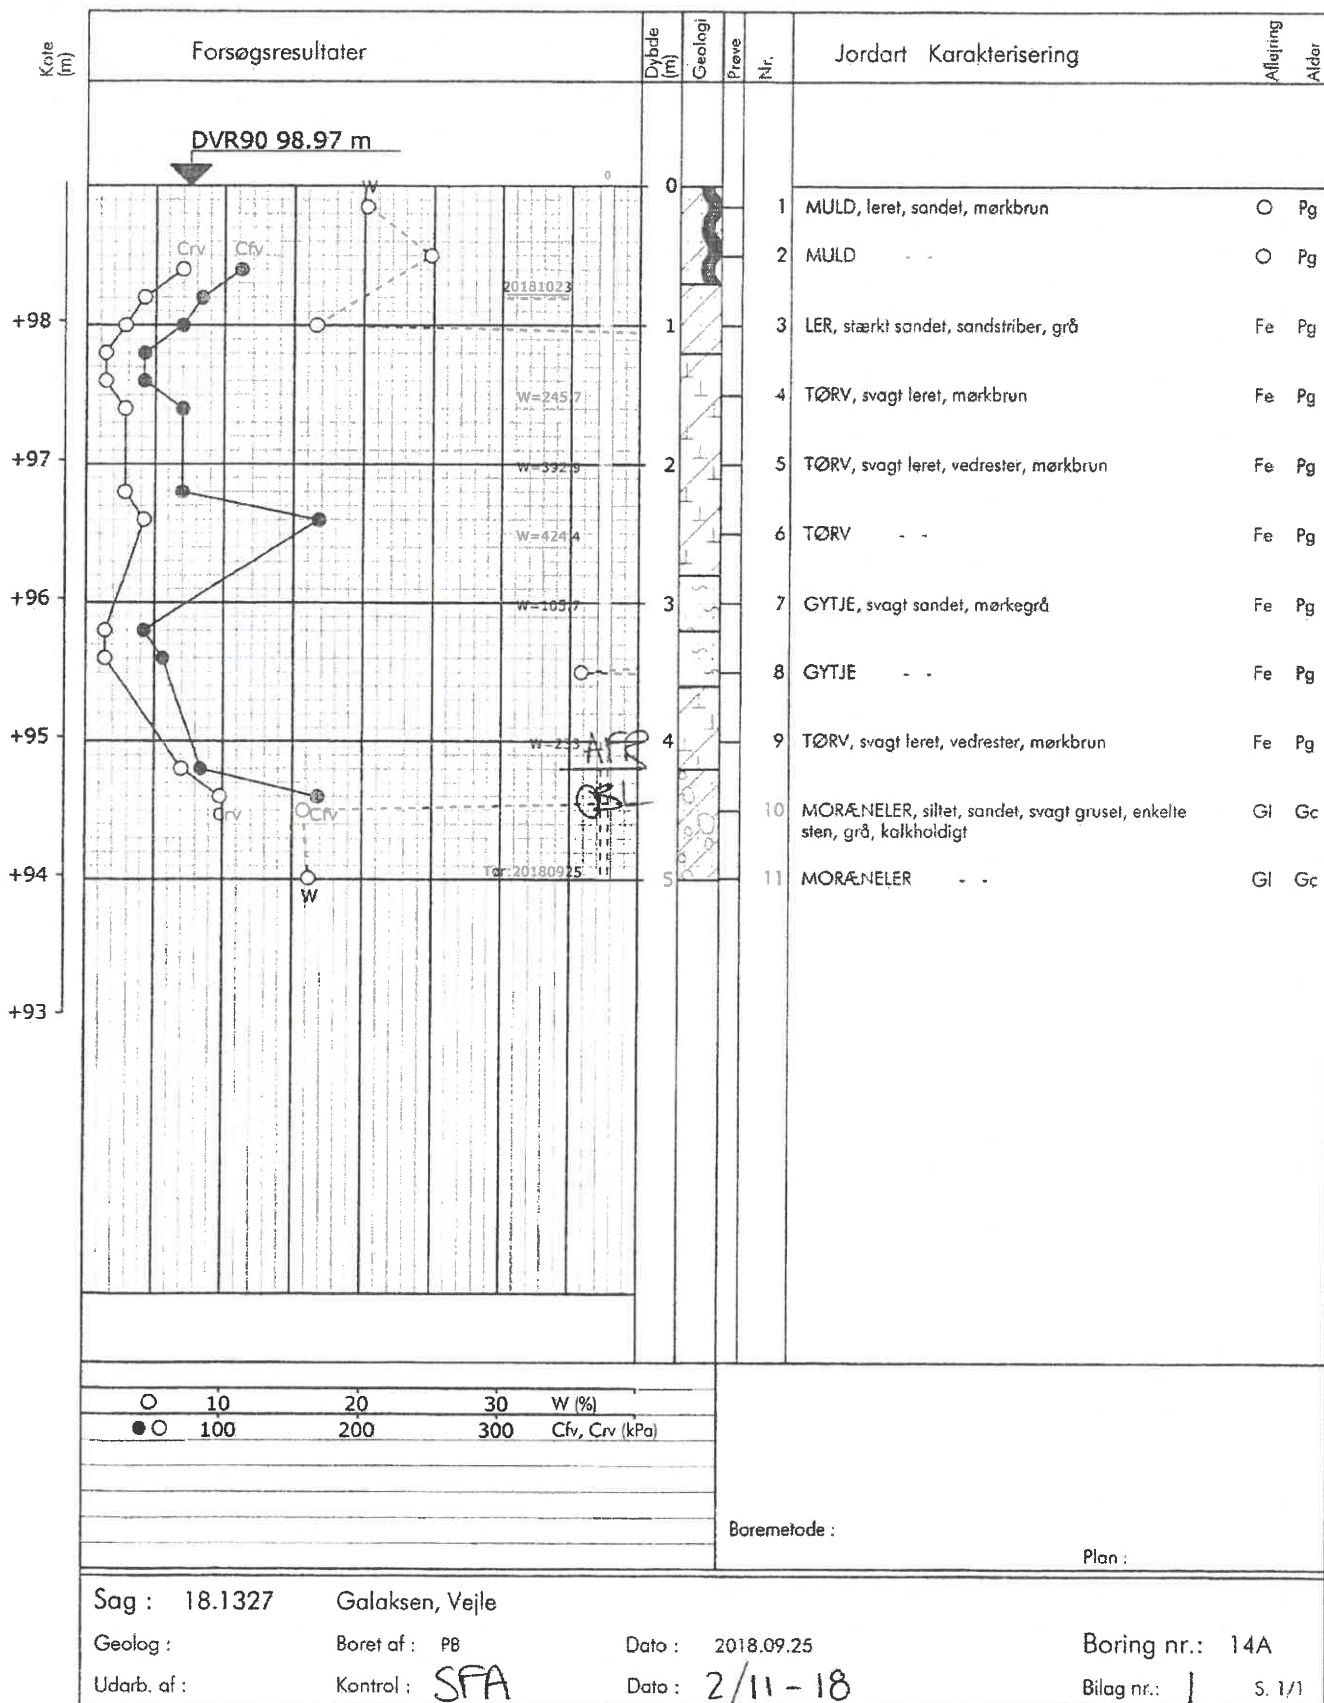 Kote (m) Forsøgsresultater Dybde (m) Geologi Prøve Nr. Jordart Karakterisering Aflejring Alder
DVR90 98.97 m
0
W 0
1 MULD, leret, sandet, mørkbrun O Pg
Crv Cfv 2 MULD - - O Pg
20181023
+98 1 3 LER, stærkt sandet, sandstriber, grå Fe Pg
W=245.7 4 TØRV, svagt leret, mørkbrun Fe Pg
+97 W=392.9 2 5 TØRV, svagt leret, vedrester, mørkbrun Fe Pg
W=424.4 6 TØRV - - Fe Pg
+96 W=105.7 3 7 GYTJE, svagt sandet, mørkegrå Fe Pg
8 GYTJE - - Fe Pg
+95 4 9 TØRV, svagt leret, vedrester, mørkbrun Fe Pg
Crv Cfv 10 MORÆNELER, siltet, sandet, svagt gruset, enkelte Gl Gc
sten, grå, kalkholdigt
+94 Tør:20180925 5 11 MORÆNELER - - Gl Gc
W
+93
10 20 30 W (%)
100 200 300 Cfv, Crv (kPa)
Boremetode :
Plan :
Sag : 18.1327 Galaksen, Vejle
Geolog : Boret af : PB Dato : 2018.09.25 Boring nr.: 14A
Udarb. af : Kontrol : SFA Dato : 2/11-18 Bilag nr.: 1 S. 1/1